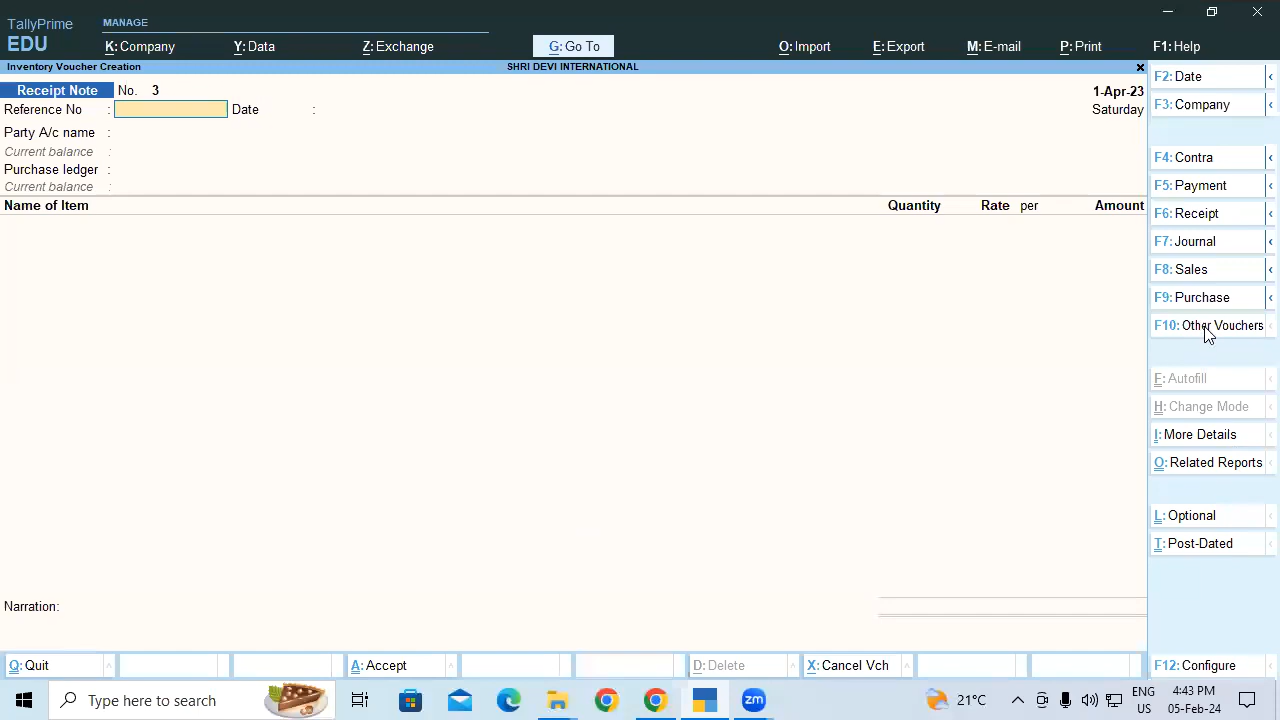 TallyPrime
EDU
MANAGE
K: Company
Y: Data
Z: Exchange
G: Go To
O: Import
E: Export
M: E-mail
P: Print
F1: Help
Inventory Voucher Creation
SHRI DEVI INTERNATIONAL
Receipt Note No. 3
1-Apr-23
Reference No :
Date :
Saturday
Party A/c name :
Current balance :
Purchase ledger :
Current balance :
Name of Item
Quantity
Rate per
Amount
Narration:
F2: Date
F3: Company
F4: Contra
F5: Payment
F6: Receipt
F7: Journal
F8: Sales
F9: Purchase
F10: Other Vouchers
F: Autofill
H: Change Mode
I: More Details
O: Related Reports
L: Optional
T: Post-Dated
Q: Quit
A: Accept
D: Delete
X: Cancel Vch
F12: Configure
Type here to search
zm
21°C
ENG
US
4:33 PM
05-Feb-24